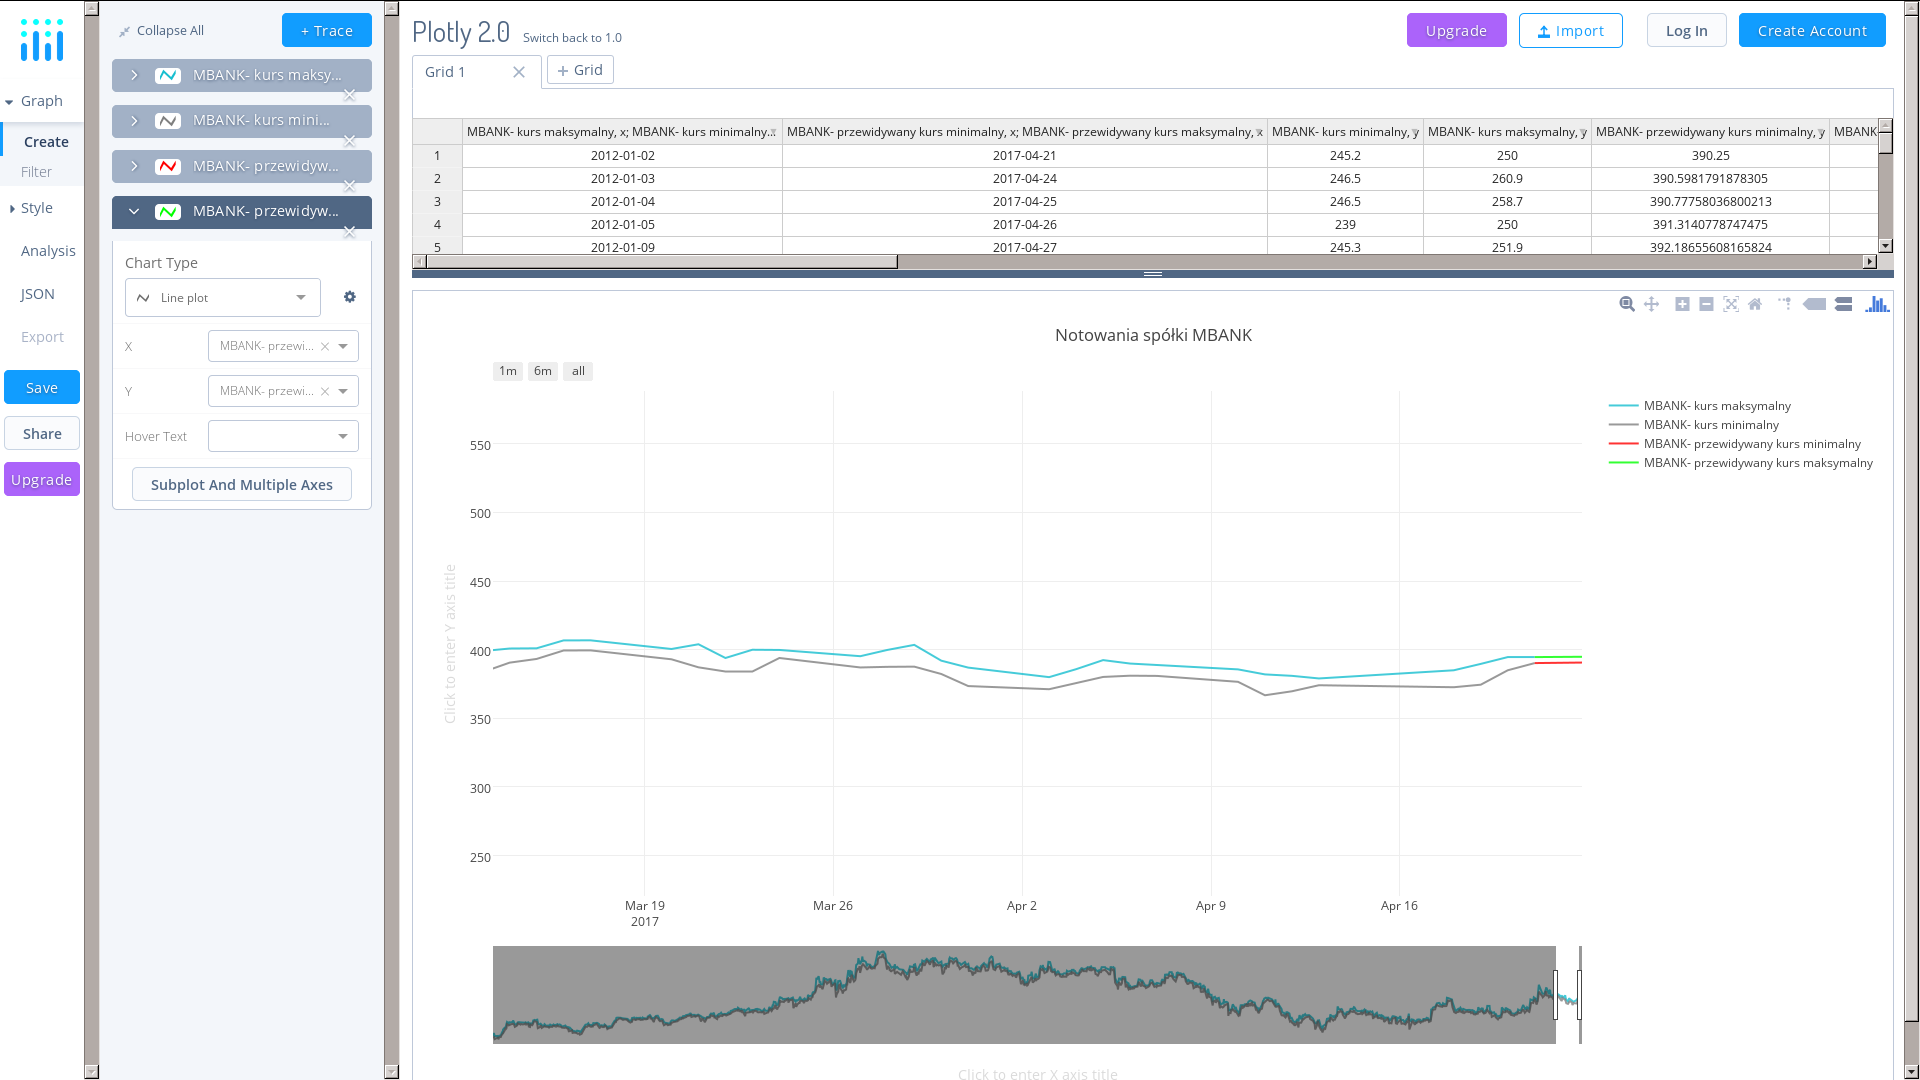 Graph
Create
Filter
Style
Analysis
JSON
Export
Save
Share
Upgrade
Collapse All
+ Trace
MBANK- kurs maksy...
MBANK- kurs mini...
MBANK- przewidyw...
MBANK- przewidyw...
Chart Type
Line plot
X MBANK- przewi...
Y MBANK- przewi...
Hover Text
Subplot And Multiple Axes
Plotly 2.0 Switch back to 1.0
Upgrade Import Log In Create Account
Grid 1 + Grid
MBANK- kurs maksymalny, x; MBANK- kurs minimalny... MBANK- przewidywany kurs minimalny, x; MBANK- przewidywany kurs maksymalny, x MBANK- kurs minimalny, y MBANK- kurs maksymalny, y MBANK- przewidywany kurs minimalny, y MBANK
1 2012-01-02 2017-04-21 245.2 250 390.25
2 2012-01-03 2017-04-24 246.5 260.9 390.5981791878305
3 2012-01-04 2017-04-25 246.5 258.7 390.77758036800213
4 2012-01-05 2017-04-26 239 250 391.3140778747475
5 2012-01-09 2017-04-27 245.3 251.9 392.18655608165824
Notowania spółki MBANK
1m 6m all
MBANK- kurs maksymalny
MBANK- kurs minimalny
MBANK- przewidywany kurs minimalny
MBANK- przewidywany kurs maksymalny
550
500
450
400
350
300
250
Click to enter Y axis title
Mar 19 Mar 26 Apr 2 Apr 9 Apr 16
2017
Click to enter X axis title